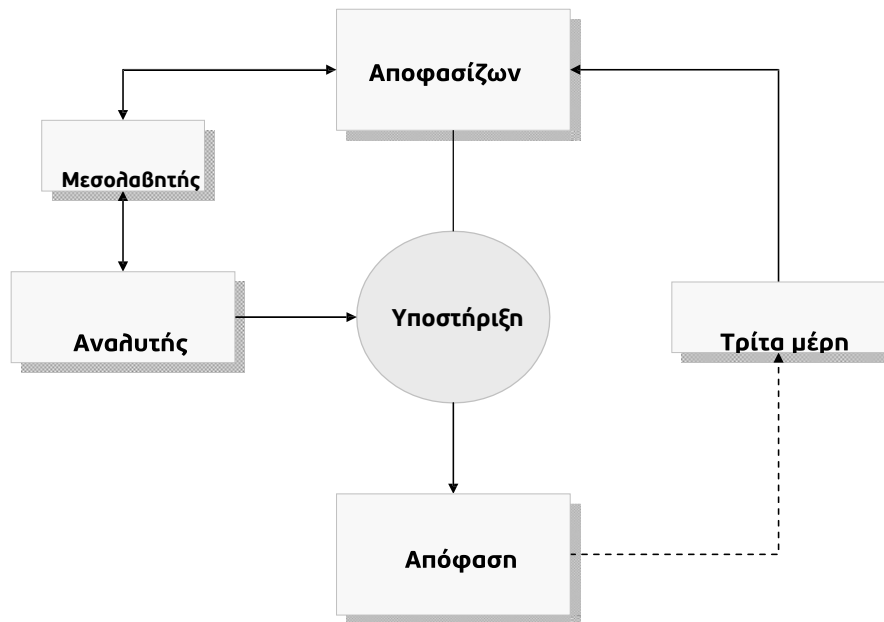 Αποφασίζων
Μεσολαβητής
Αναλυτής
Υποστήριξη
Τρίτα μέρη
Απόφαση